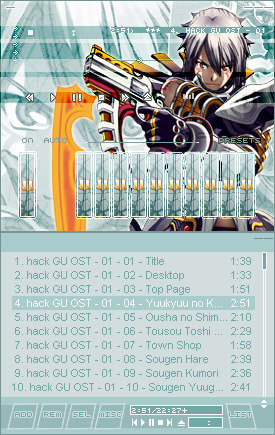 2:51: *** 4. HACK GU OST - 01
ON AUTO PRESETS
1. hack GU OST - 01 - 01 - Title 1:39
2. hack GU OST - 01 - 02 - Desktop 1:33
3. hack GU OST - 01 - 03 - Top Page 1:51
4. hack GU OST - 01 - 04 - Yuukyuu no K... 2:51
5. hack GU OST - 01 - 05 - Ousha no Shim... 2:10
6. hack GU OST - 01 - 06 - Tousou Toshi ... 2:29
7. hack GU OST - 01 - 07 - Town Shop 1:58
8. hack GU OST - 01 - 08 - Sougen Hare 2:39
9. hack GU OST - 01 - 09 - Sougen Kumori 2:36
10. hack GU OST - 01 - 10 - Sougen Yuug... 2:41
ADD REM SEL MISC 2:51/22:27+ LIST